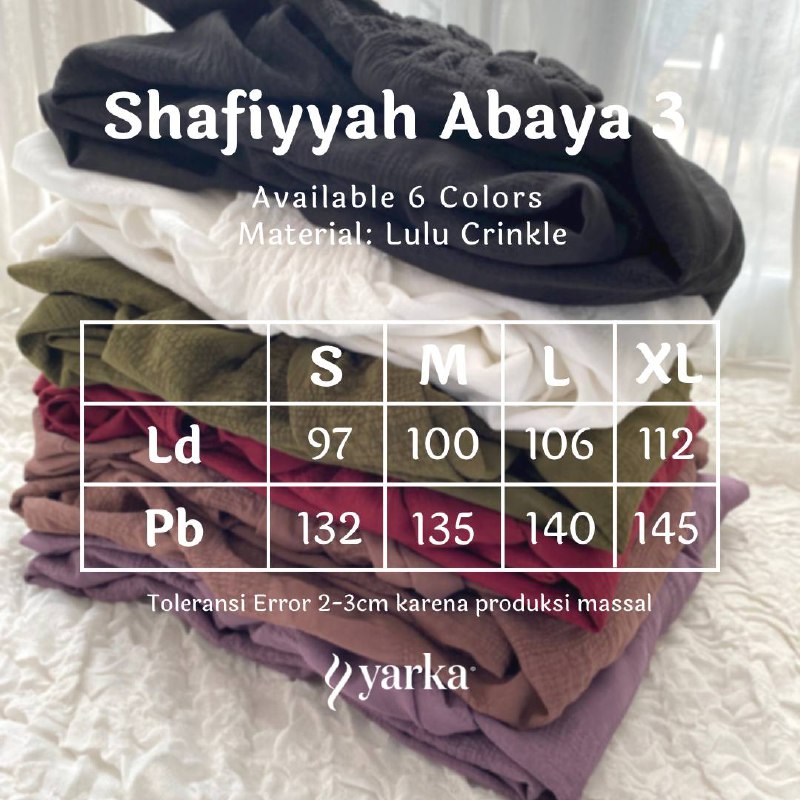 Shafiyyah Abaya 3
Available 6 Colors
Material: Lulu Crinkle
S M L XL
Ld 97 100 106 112
Pb 132 135 140 145
Toleransi Error 2-3cm karena produksi massal
yarka